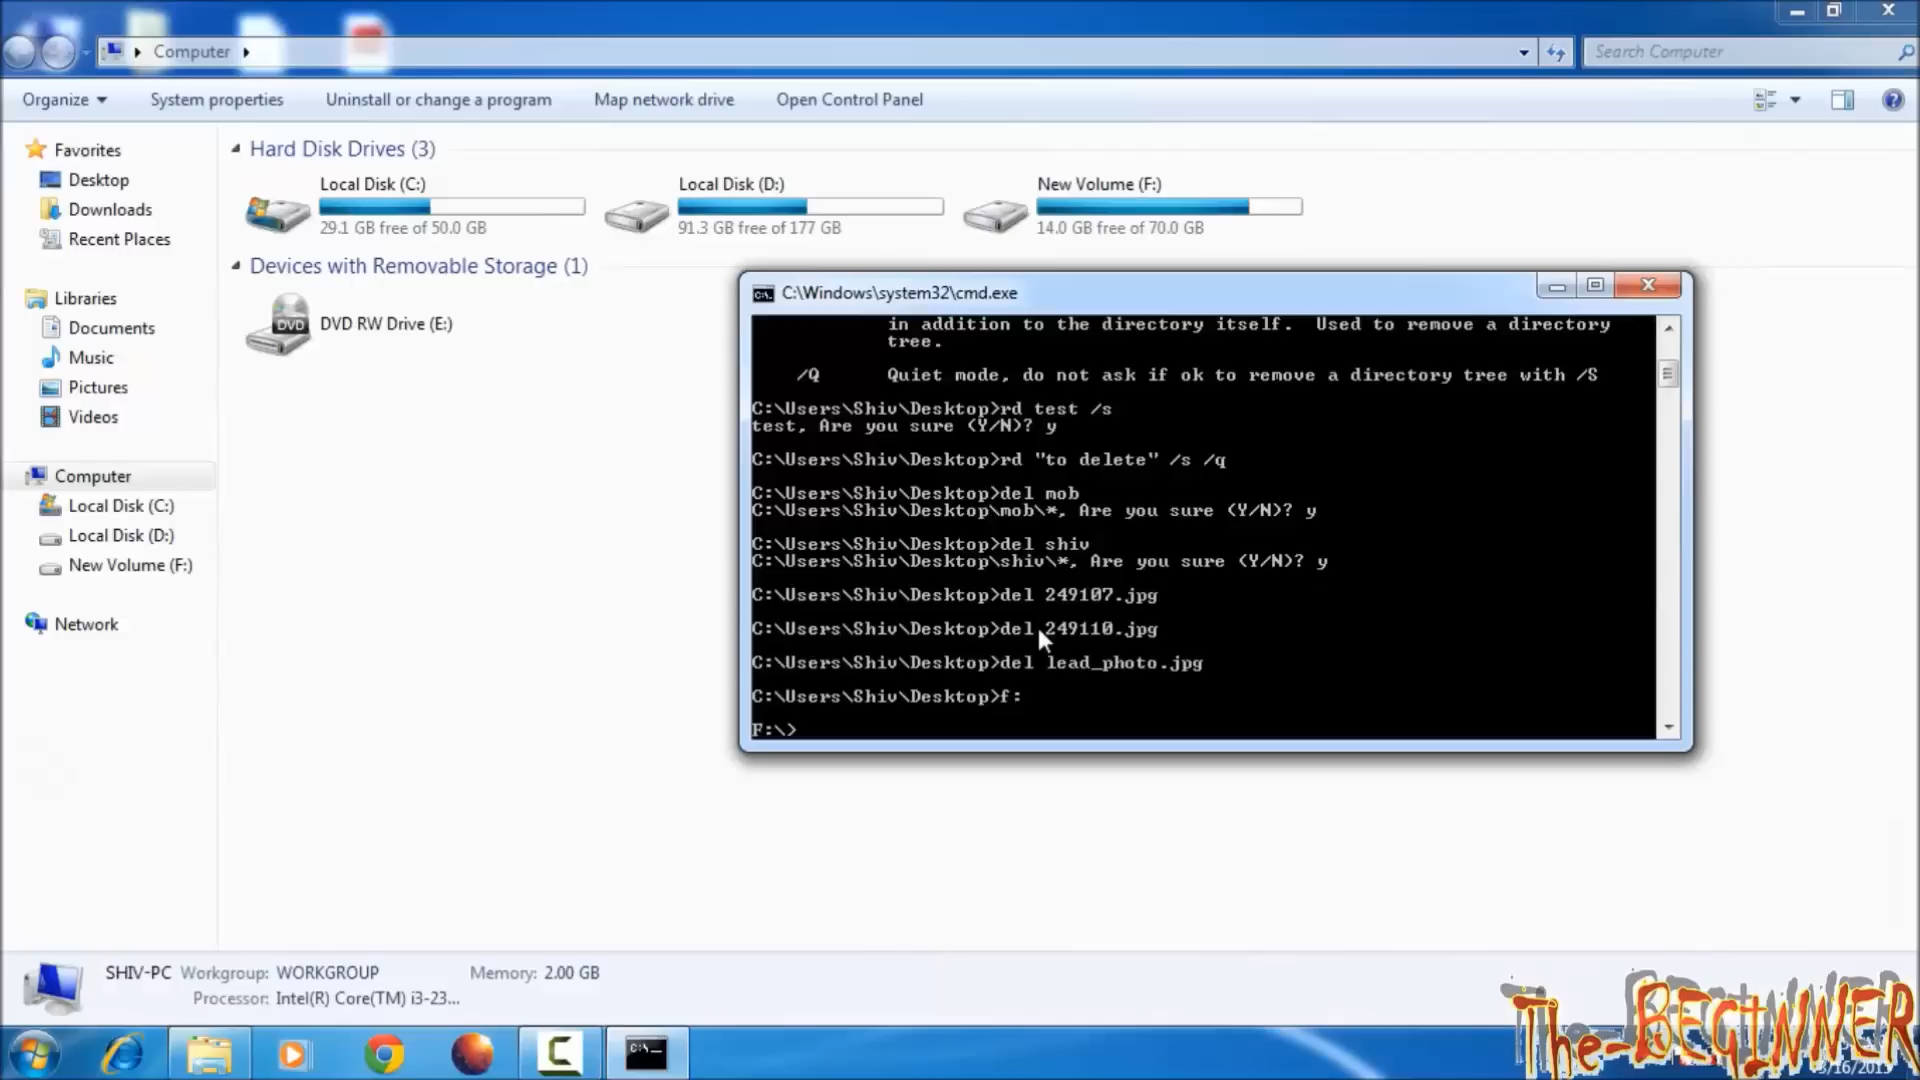 Computer
Search Computer
Organize
System properties
Uninstall or change a program
Map network drive
Open Control Panel
Favorites
Desktop
Downloads
Recent Places
Libraries
Documents
Music
Pictures
Videos
Computer
Local Disk (C:)
Local Disk (D:)
New Volume (F:)
Network
Hard Disk Drives (3)
Local Disk (C:)
29.1 GB free of 50.0 GB
Local Disk (D:)
91.3 GB free of 177 GB
New Volume (F:)
14.0 GB free of 70.0 GB
Devices with Removable Storage (1)
DVD
DVD RW Drive (E:)
C:\Windows\system32\cmd.exe
in addition to the directory itself.  Used to remove a directory
tree.
/Q      Quiet mode, do not ask if ok to remove a directory tree with /S
C:\Users\Shiv\Desktop>rd test /s
test, Are you sure (Y/N)? y
C:\Users\Shiv\Desktop>rd "to delete" /s /q
C:\Users\Shiv\Desktop>del mob
C:\Users\Shiv\Desktop\mob\*, Are you sure (Y/N)? y
C:\Users\Shiv\Desktop>del shiv
C:\Users\Shiv\Desktop\shiv\*, Are you sure (Y/N)? y
C:\Users\Shiv\Desktop>del 249107.jpg
C:\Users\Shiv\Desktop>del 249110.jpg
C:\Users\Shiv\Desktop>del lead_photo.jpg
C:\Users\Shiv\Desktop>f:
F:\>
SHIV-PC Workgroup: WORKGROUP Memory: 2.00 GB
Processor: Intel(R) Core(TM) i3-23...
The-BEGINNER